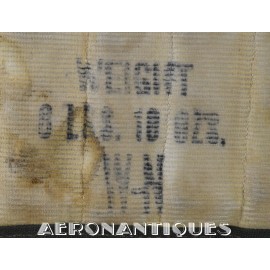 WEIGHT
8 LBS. 10 OZS.
W-N
AERONANTIQUES